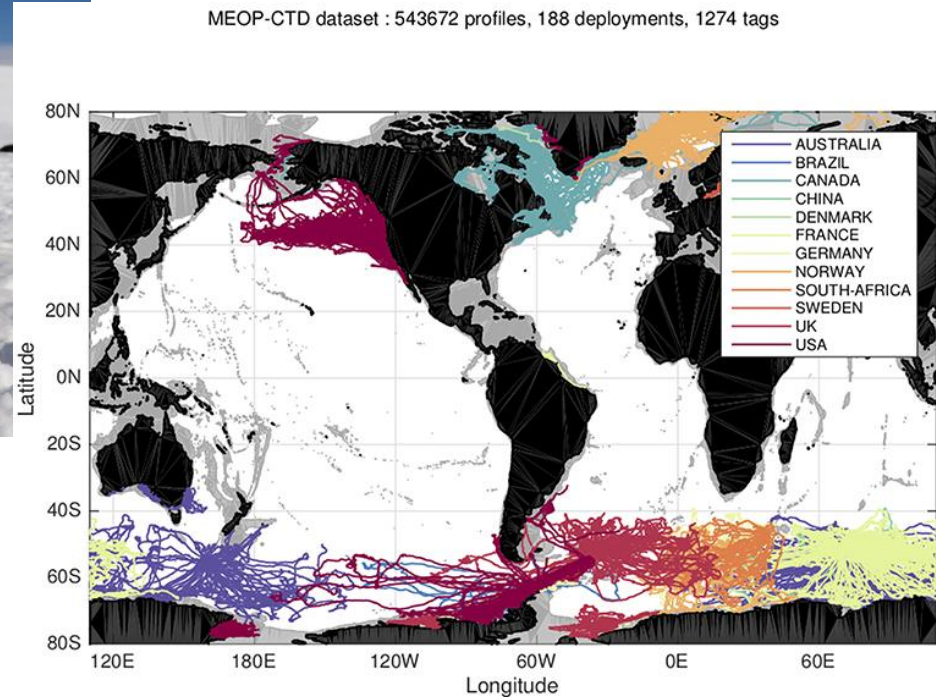 MEOP-CTD dataset : 543672 profiles, 188 deployments, 1274 tags
80N
60N
40N
20N
0N
20S
40S
60S
80S
Latitude
120E
180E
120W
60W
0E
60E
Longitude
AUSTRALIA
BRAZIL
CANADA
CHINA
DENMARK
FRANCE
GERMANY
NORWAY
SOUTH-AFRICA
SWEDEN
UK
USA